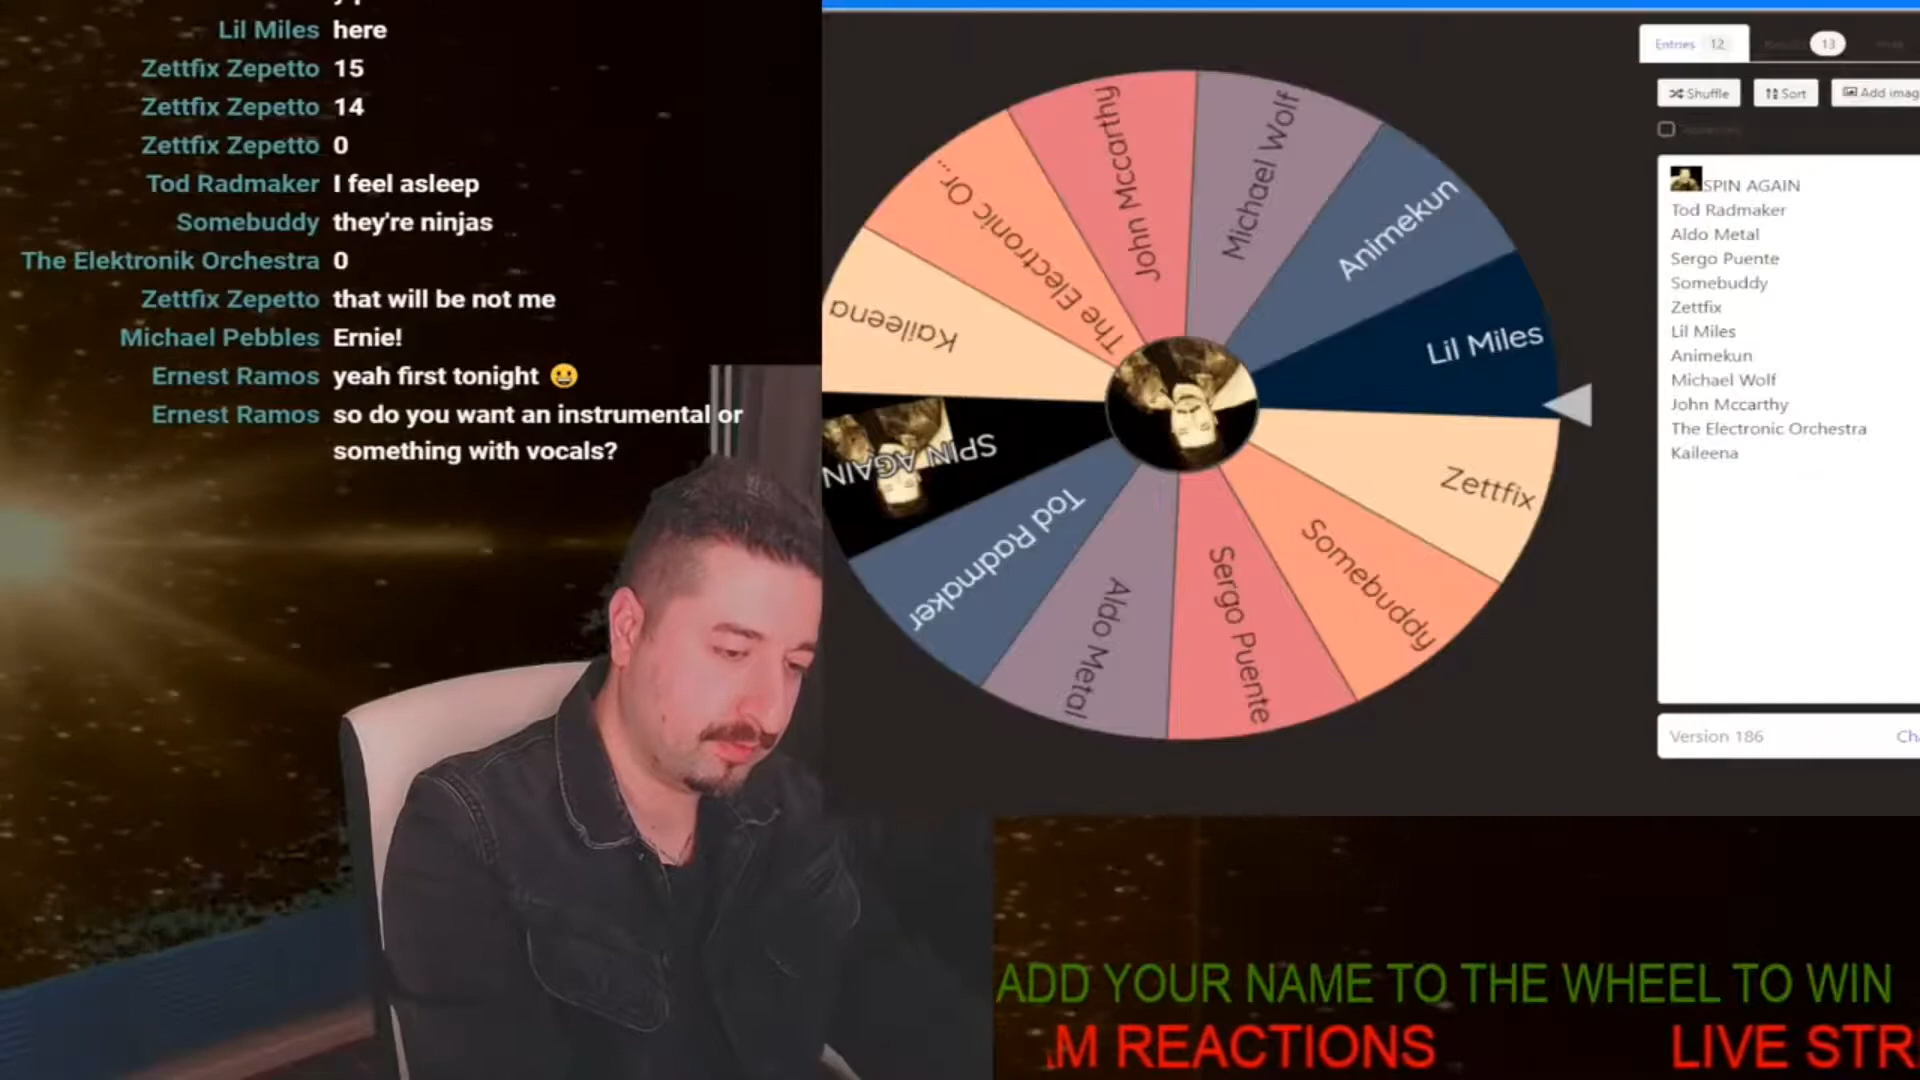 Lil Miles here
Zettfix Zepetto 15
Zettfix Zepetto 14
Zettfix Zepetto 0
Tod Radmaker I feel asleep
Somebuddy they're ninjas
The Elektronik Orchestra 0
Zettfix Zepetto that will be not me
Michael Pebbles Ernie!
Ernest Ramos yeah first tonight 😀
Ernest Ramos so do you want an instrumental or
something with vocals?
Kaileena
The Electronic Or...
John Mccarthy
Michael Wolf
Animekun
Lil Miles
Zettfix
Somebuddy
Sergo Puente
Aldo Metal
Tod Radmaker
SPIN AGAIN
Entries 12
13
Shuffle
Sort
Add imag
SPIN AGAIN
Tod Radmaker
Aldo Metal
Sergo Puente
Somebuddy
Zettfix
Lil Miles
Animekun
Michael Wolf
John Mccarthy
The Electronic Orchestra
Kaileena
Version 186
Cha
ADD YOUR NAME TO THE WHEEL TO WIN
M REACTIONS
LIVE STR